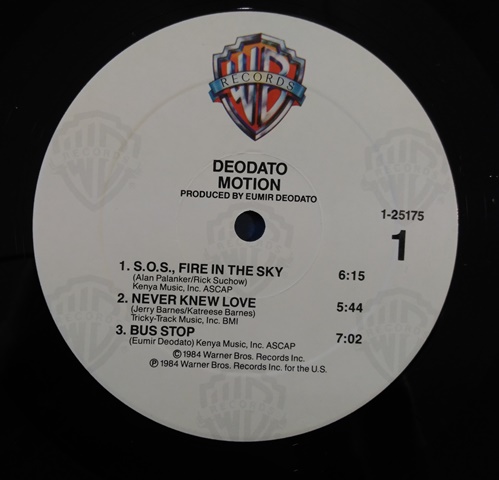 WB
RECORDS
DEODATO
MOTION
PRODUCED BY EUMIR DEODATO
1-25175
1
1. S.O.S., FIRE IN THE SKY 6:15
(Alan Palanker/Rick Suchow)
Kenya Music, Inc. ASCAP
2. NEVER KNEW LOVE 5:44
(Jerry Barnes/Katreese Barnes)
Tricky-Track Music, Inc. BMI
3. BUS STOP 7:02
(Eumir Deodato) Kenya Music, Inc. ASCAP
© 1984 Warner Bros. Records Inc.
℗ 1984 Warner Bros. Records Inc. for the U.S.